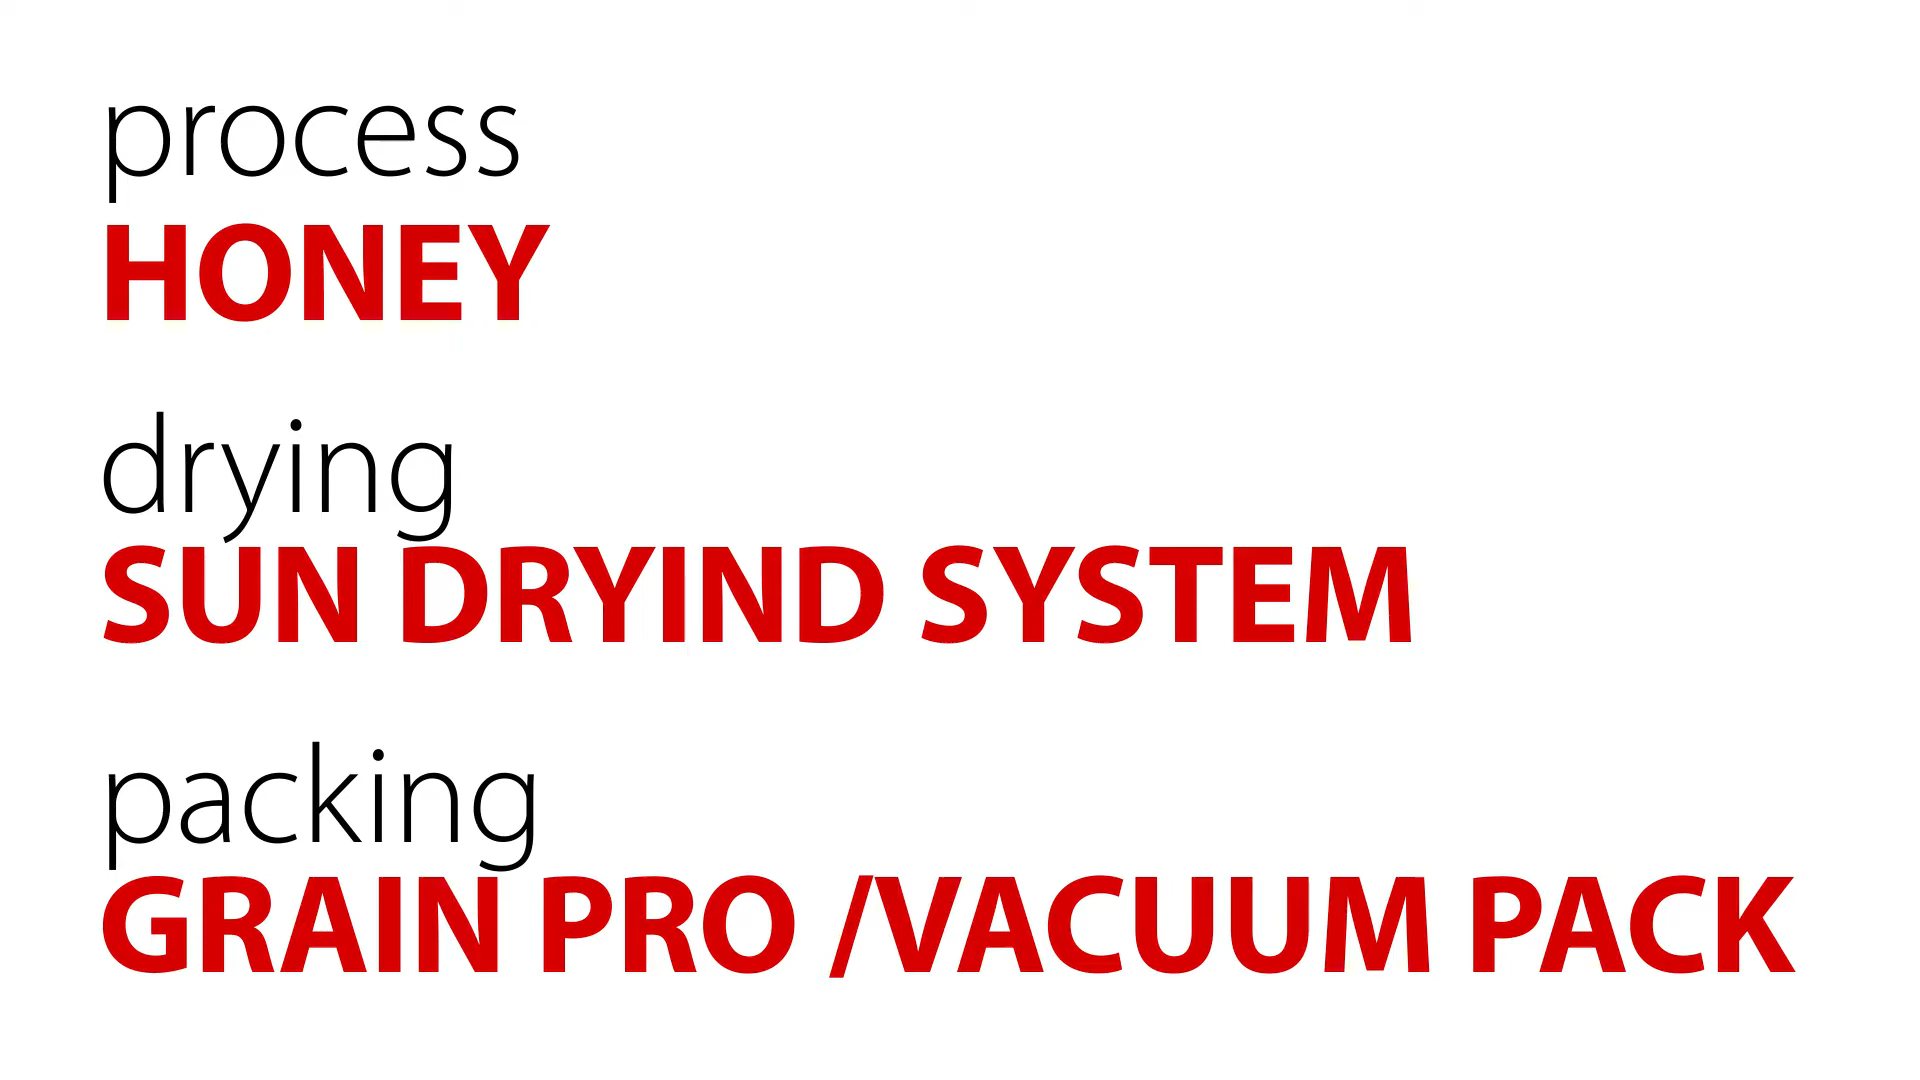 process
HONEY
drying
SUN DRYIND SYSTEM
packing
GRAIN PRO /VACUUM PACK